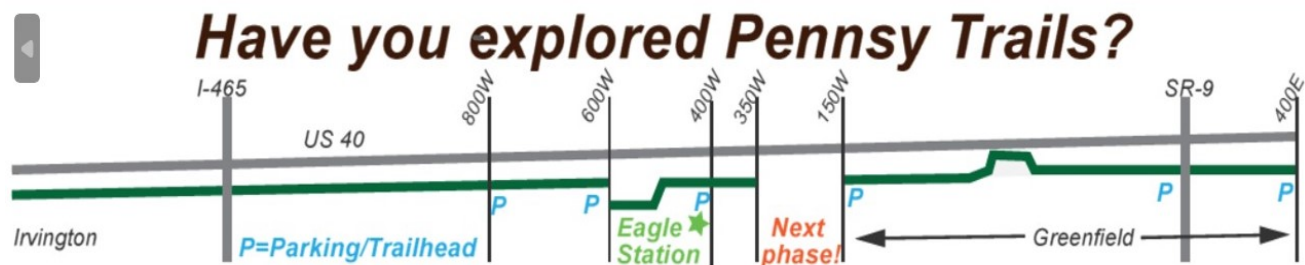 Have you explored Pennsy Trails?
I-465
800W
600W
400W
350W
150W
SR-9
400E
US 40
P
P
P
P
P
P
Irvington
P=Parking/Trailhead
Eagle
Station
Next
phase!
Greenfield